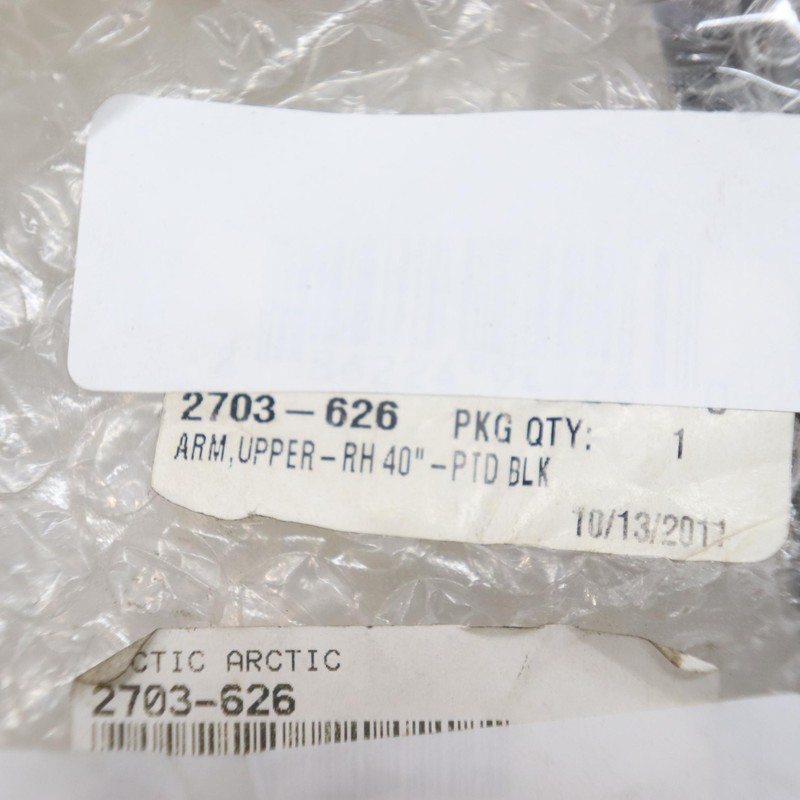 2703-626 PKG QTY: 1
ARM,UPPER-RH 40"-PTD BLK
10/13/2011
CTIC ARCTIC
2703-626